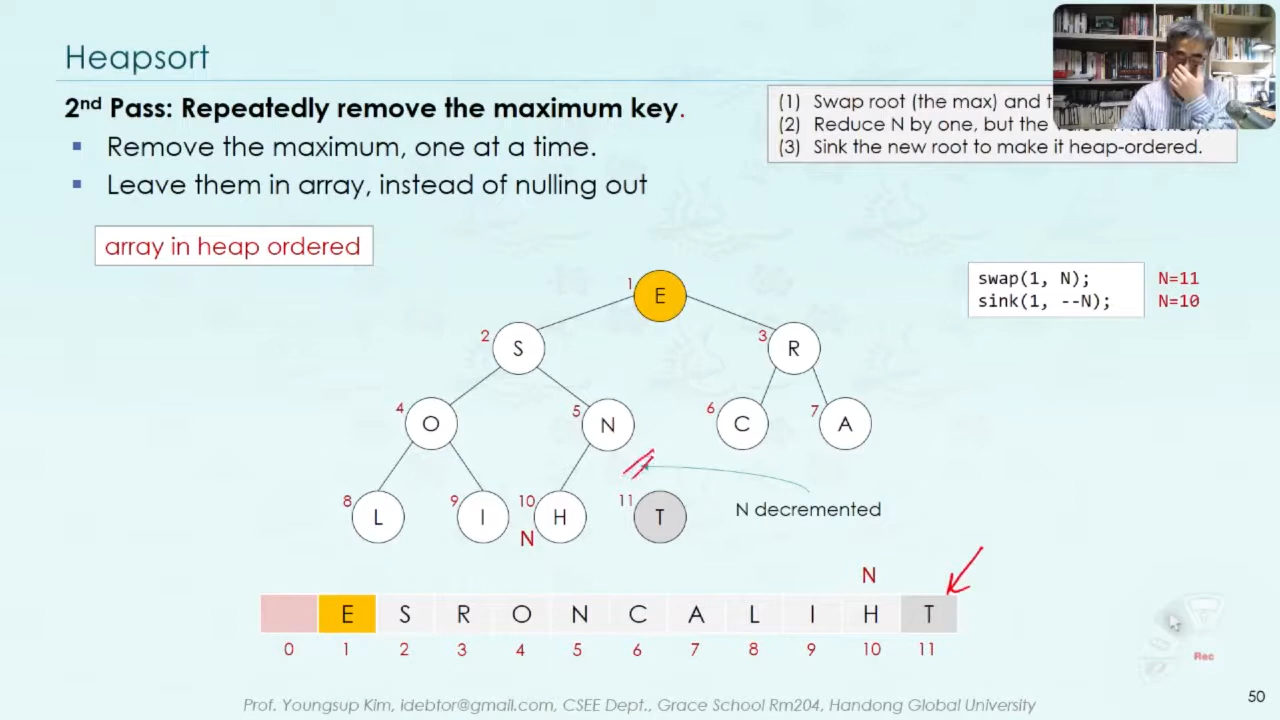 Heapsort
2nd Pass: Repeatedly remove the maximum key.
▪ Remove the maximum, one at a time.
▪ Leave them in array, instead of nulling out
(1) Swap root (the max) and
(2) Reduce N by one, but the
(3) Sink the new root to make it heap-ordered.
array in heap ordered
swap(1, N); N=11
sink(1, --N); N=10
1 E
2 S 3 R
4 O 5 N 6 C 7 A
8 L 9 I 10 H 11 T
N
N decremented
N
E S R O N C A L I H T
0 1 2 3 4 5 6 7 8 9 10 11
Rec
Prof. Youngsup Kim, idebtor@gmail.com, CSEE Dept., Grace School Rm204, Handong Global University
50